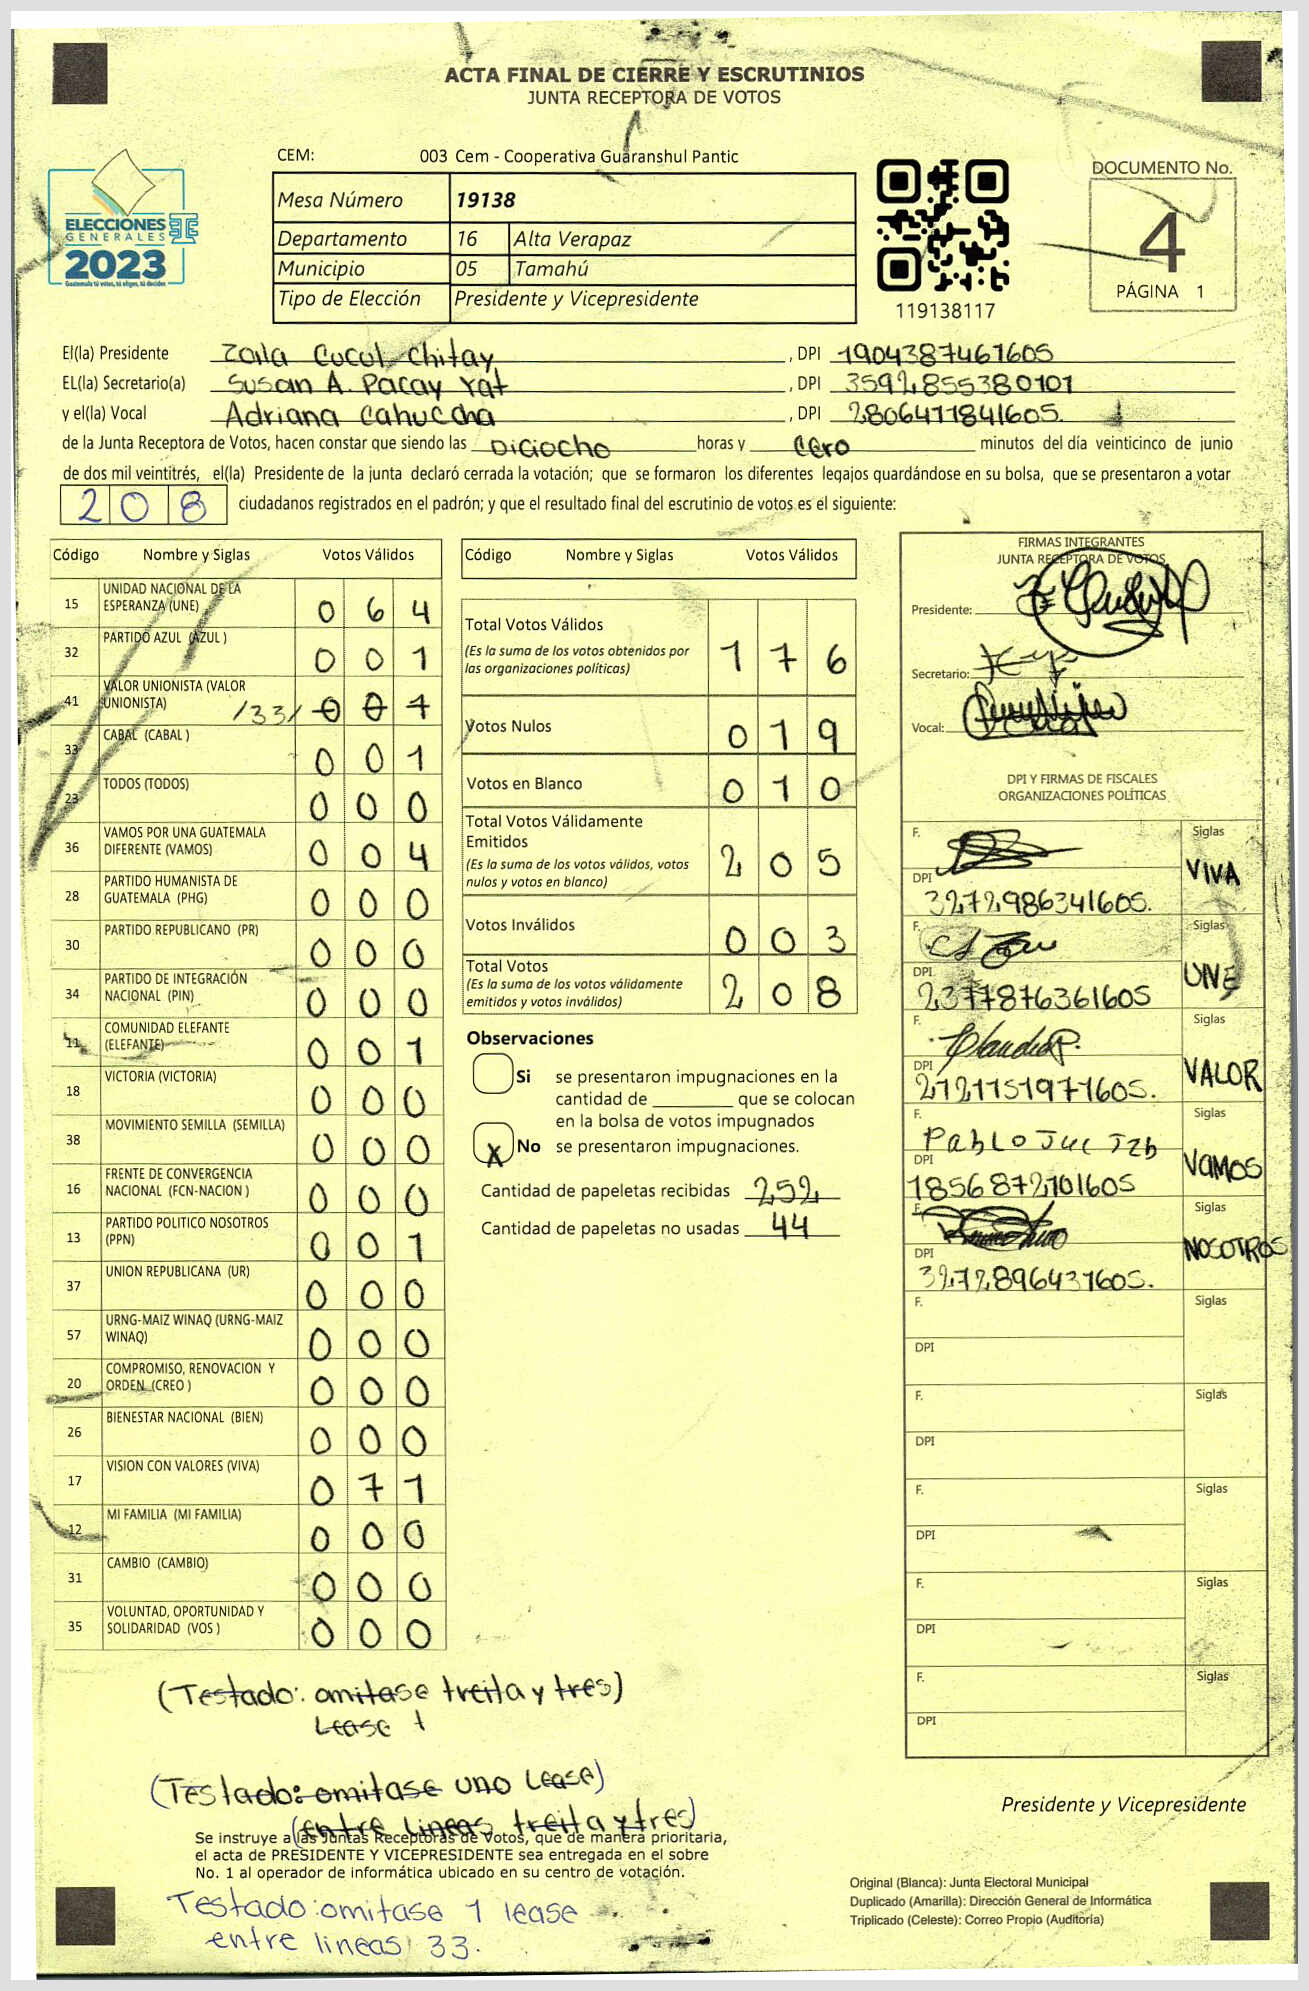 ACTA FINAL DE CIERRE Y ESCRUTINIOS
JUNTA RECEPTORA DE VOTOS
CEM: 003 Cem - Cooperativa Guaranshul Pantic
ELECCIONES
GENERALES
2023
Guatemala tú votes, tú eliges, tú decides
Mesa Número 19138
Departamento 16 Alta Verapaz
Municipio 05 Tamahú
Tipo de Elección Presidente y Vicepresidente
119138117
DOCUMENTO No.
4
PÁGINA 1
El(la) Presidente Zoila Cucul Chitay, DPI 1904387461605
EL(la) Secretario(a) Susan A. Pacay Yat, DPI 3592855380101
y el(la) Vocal Adriana Cahuccha, DPI 2806411841605.
de la Junta Receptora de Votos, hacen constar que siendo las Diciocho horas y cero minutos del día veinticinco de junio
de dos mil veintitrés, el(la) Presidente de la junta declaró cerrada la votación; que se formaron los diferentes legajos guardándose en su bolsa, que se presentaron a votar
208 ciudadanos registrados en el padrón; y que el resultado final del escrutinio de votos es el siguiente:
Código Nombre y Siglas Votos Válidos
15 UNIDAD NACIONAL DE LA ESPERANZA (UNE) 0 6 4
32 PARTIDO AZUL (AZUL ) 0 0 1
41 VALOR UNIONISTA (VALOR UNIONISTA) /33/ 0 0 1
33 CABAL (CABAL ) 0 0 1
23 TODOS (TODOS) 0 0 0
36 VAMOS POR UNA GUATEMALA DIFERENTE (VAMOS) 0 0 4
28 PARTIDO HUMANISTA DE GUATEMALA (PHG) 0 0 0
30 PARTIDO REPUBLICANO (PR) 0 0 0
34 PARTIDO DE INTEGRACIÓN NACIONAL (PIN) 0 0 0
11 COMUNIDAD ELEFANTE (ELEFANTE) 0 0 1
18 VICTORIA (VICTORIA) 0 0 0
38 MOVIMIENTO SEMILLA (SEMILLA) 0 0 0
16 FRENTE DE CONVERGENCIA NACIONAL (FCN-NACION ) 0 0 0
13 PARTIDO POLITICO NOSOTROS (PPN) 0 0 1
37 UNION REPUBLICANA (UR) 0 0 0
57 URNG-MAIZ WINAQ (URNG-MAIZ WINAQ) 0 0 0
20 COMPROMISO, RENOVACION Y ORDEN (CREO ) 0 0 0
26 BIENESTAR NACIONAL (BIEN) 0 0 0
17 VISION CON VALORES (VIVA) 0 7 1
12 MI FAMILIA (MI FAMILIA) 0 0 0
31 CAMBIO (CAMBIO) 0 0 0
35 VOLUNTAD, OPORTUNIDAD Y SOLIDARIDAD (VOS ) 0 0 0
Código Nombre y Siglas Votos Válidos
Total Votos Válidos 1 7 6
(Es la suma de los votos obtenidos por
las organizaciones políticas)
Votos Nulos 0 1 9
Votos en Blanco 0 1 0
Total Votos Válidamente
Emitidos 2 0 5
(Es la suma de los votos válidos, votos
nulos y votos en blanco)
Votos Inválidos 0 0 3
Total Votos 2 0 8
(Es la suma de los votos válidamente
emitidos y votos inválidos)
Observaciones
Si se presentaron impugnaciones en la
cantidad de ________ que se colocan
en la bolsa de votos impugnados
X No se presentaron impugnaciones.
Cantidad de papeletas recibidas 252
Cantidad de papeletas no usadas 44
FIRMAS INTEGRANTES
JUNTA RECEPTORA DE VOTOS
Presidente:
Secretario:
Vocal:
DPI Y FIRMAS DE FISCALES
ORGANIZACIONES POLÍTICAS
F. Siglas
VIVA
DPI
3272986341605.
F. Siglas
UNE
DPI
2377876361605
F. Claudia P. Siglas
VALOR
DPI
2721151971605.
F. Siglas
Pablo Juc Izb
VAMOS
DPI
1856872701605
F. Siglas
NOSOTROS
DPI
3272896431605.
F. Siglas
DPI
F. Siglas
DPI
F. Siglas
DPI
F. Siglas
DPI
F. Siglas
DPI
(Testado: omitase treita y tres)
Lease 1
(Testado: omitase uno Lease)
(entre lineas treita y tres)
Se instruye a las Juntas Receptoras de Votos, que de manera prioritaria,
el acta de PRESIDENTE Y VICEPRESIDENTE sea entregada en el sobre
No. 1 al operador de informática ubicado en su centro de votación.
Testado: omitase 1 lease
entre lineas 33.
Presidente y Vicepresidente
Original (Blanca): Junta Electoral Municipal
Duplicado (Amarilla): Dirección General de Informática
Triplicado (Celeste): Correo Propio (Auditoría)